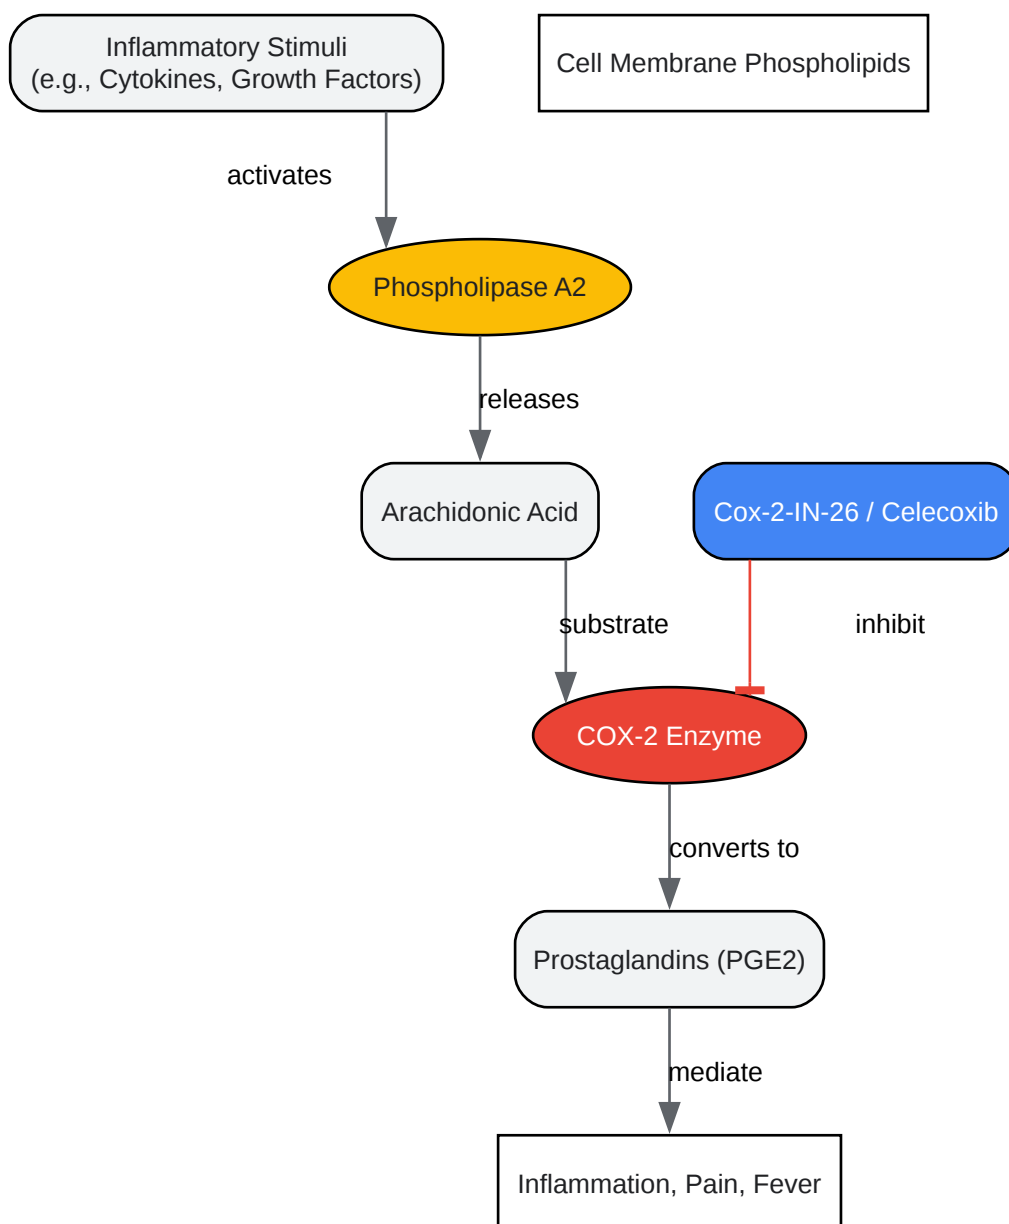 Inflammatory Stimuli
(e.g., Cytokines, Growth Factors)
Cell Membrane Phospholipids
activates
Phospholipase A2
releases
Arachidonic Acid
Cox-2-IN-26 / Celecoxib
substrate
inhibit
COX-2 Enzyme
converts to
Prostaglandins (PGE2)
mediate
Inflammation, Pain, Fever